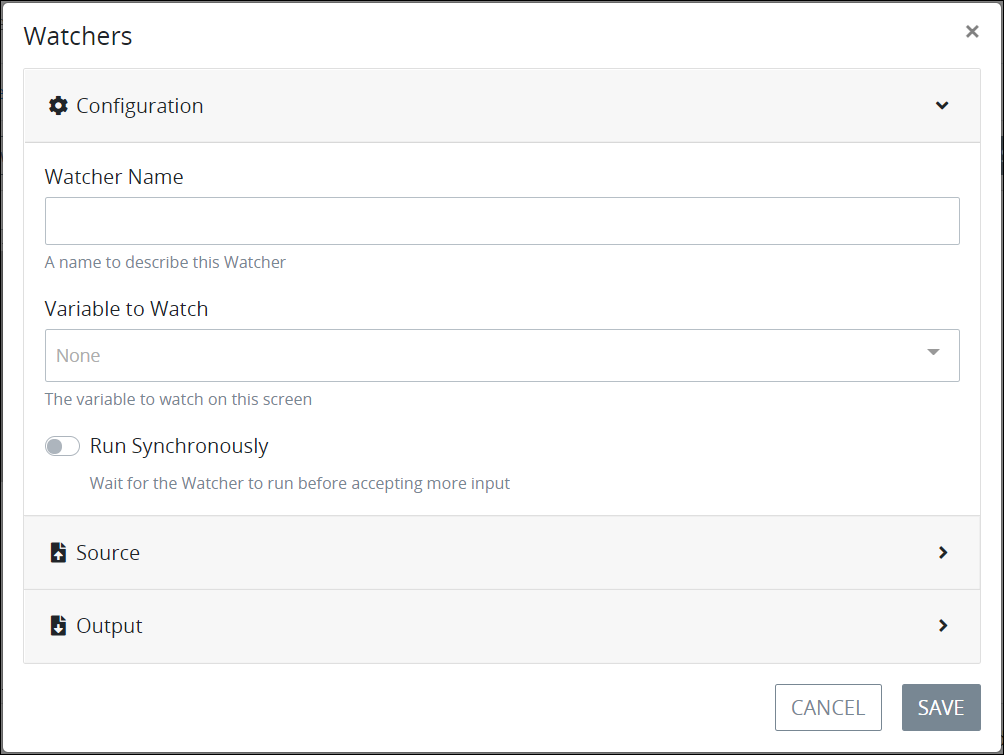 Watchers
Configuration
Watcher Name
A name to describe this Watcher
Variable to Watch
None
The variable to watch on this screen
Run Synchronously
Wait for the Watcher to run before accepting more input
Source
Output
CANCEL SAVE